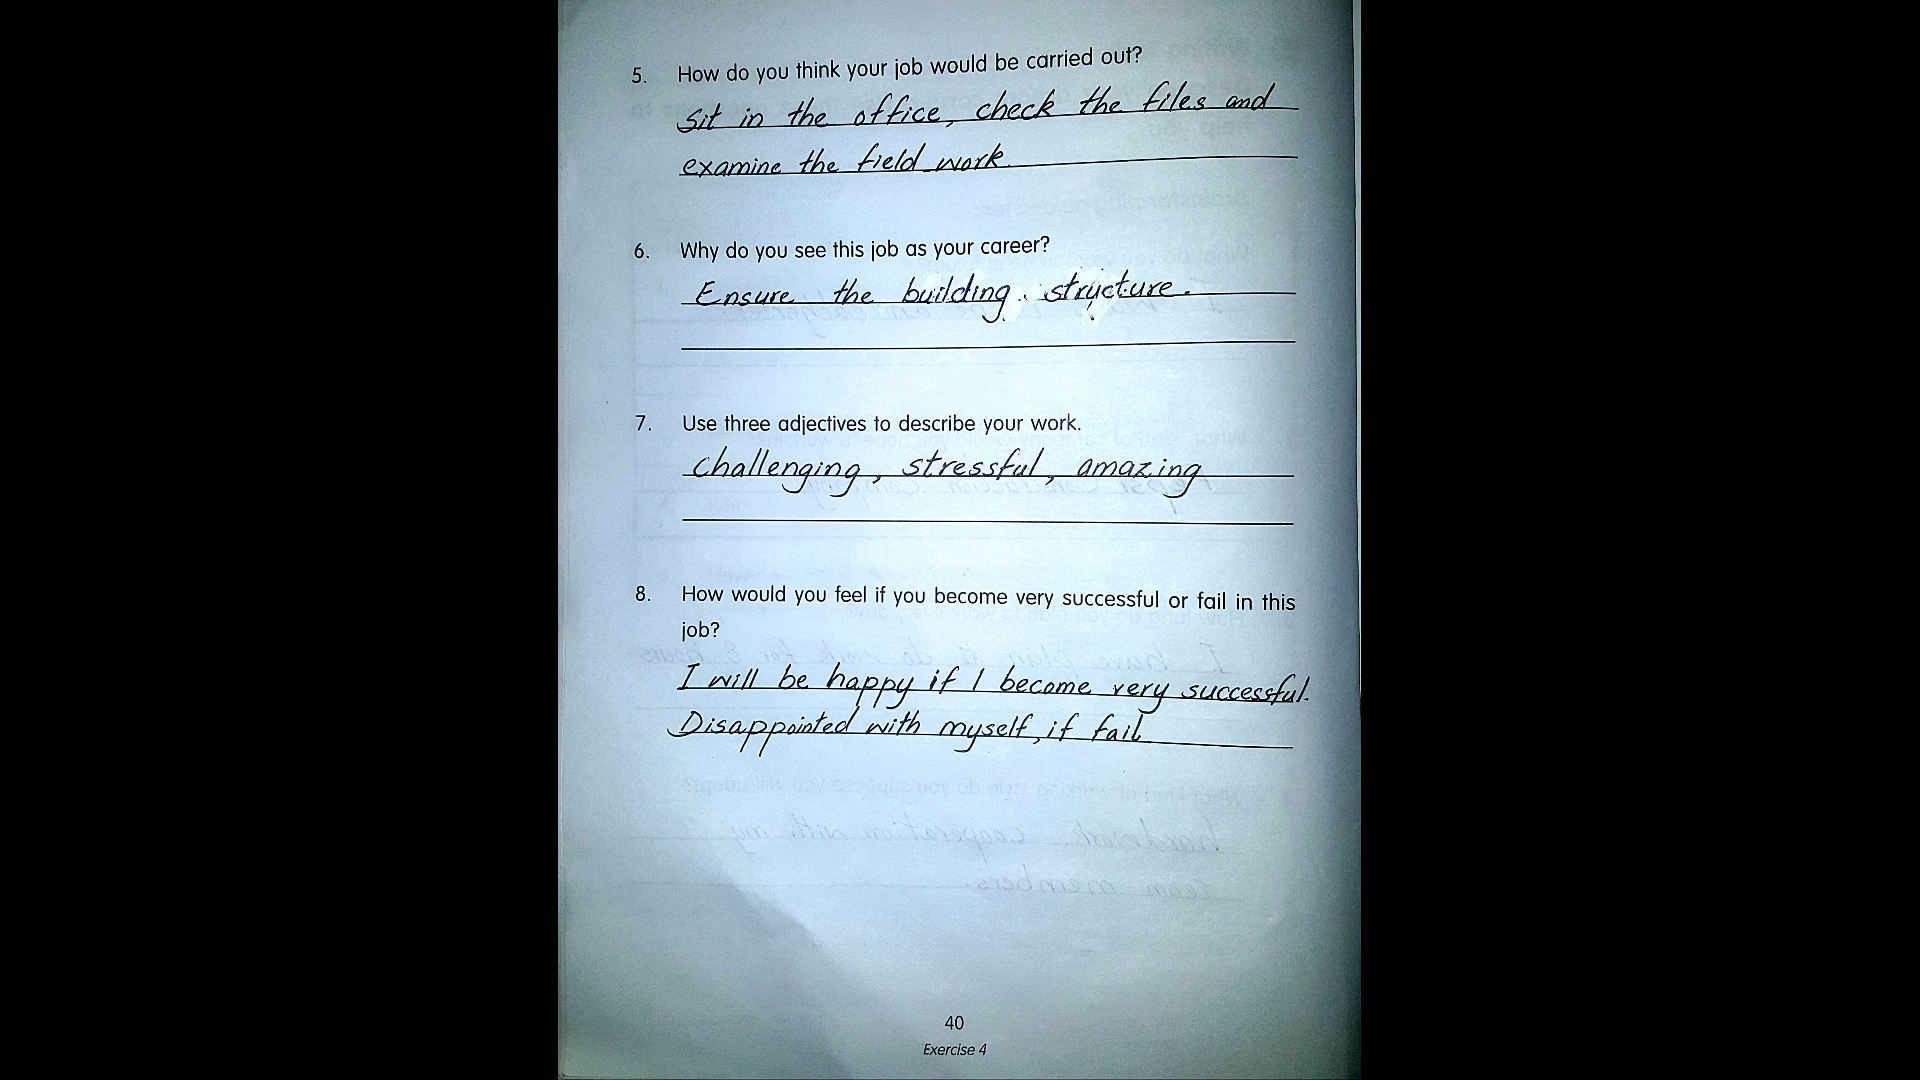 5. How do you think your job would be carried out?
Sit in the office, check the files and
examine the field work.
6. Why do you see this job as your career?
Ensure the building structure.
7. Use three adjectives to describe your work.
challenging, stressful, amazing
8. How would you feel if you become very successful or fail in this
job?
I will be happy if I become very successful.
Disappointed with myself, if fail
40
Exercise 4